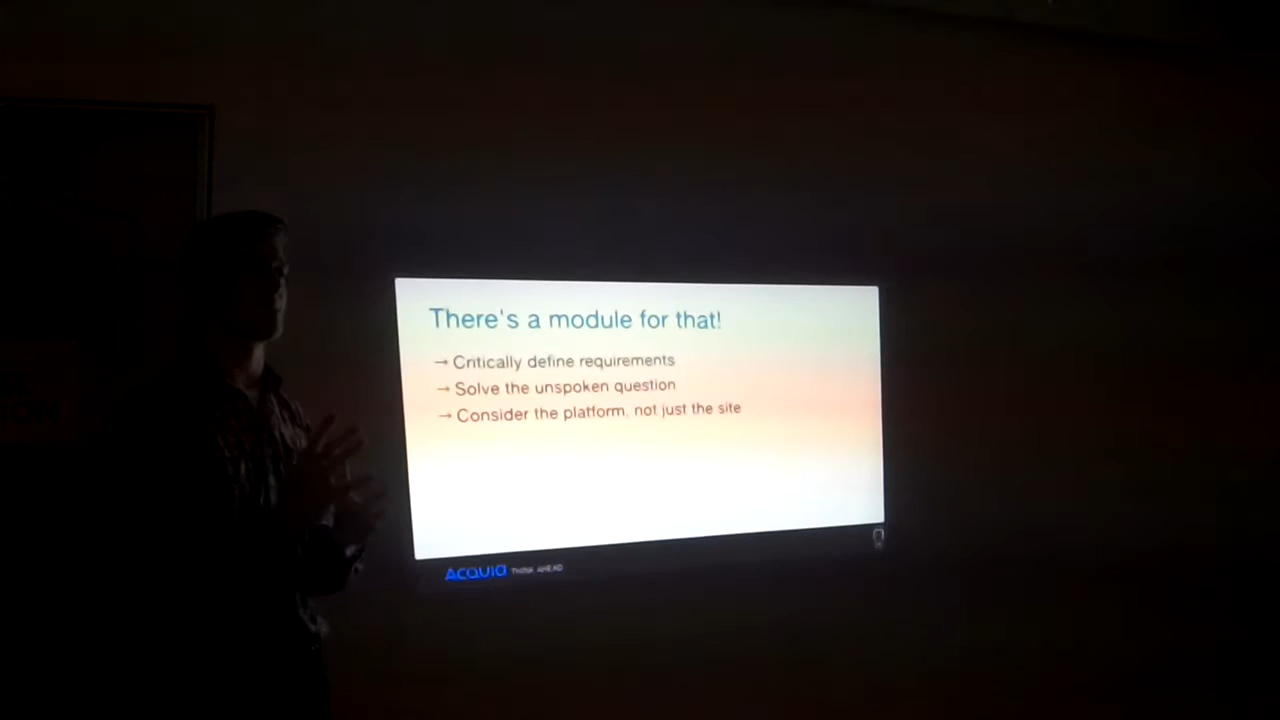 There's a module for that!
→ Critically define requirements
→ Solve the unspoken question
→ Consider the platform, not just the site
Acquia THINK AHEAD